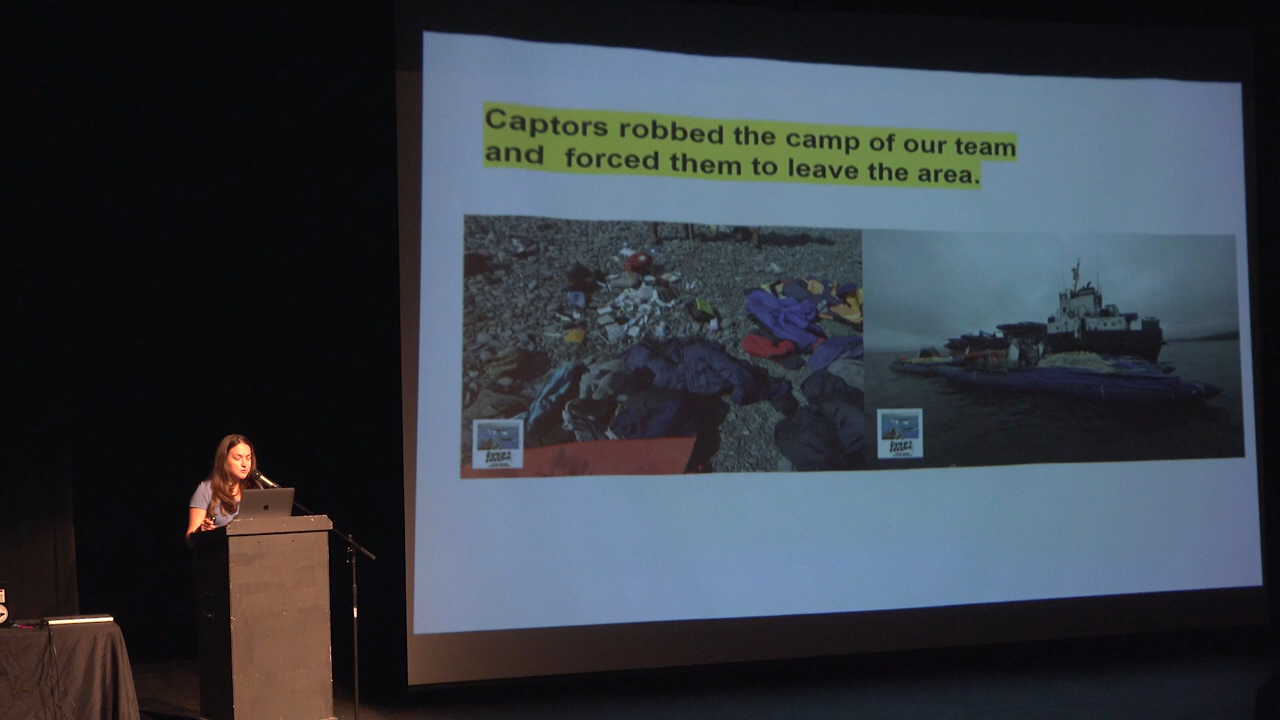 Captors robbed the camp of our team
and  forced them to leave the area.